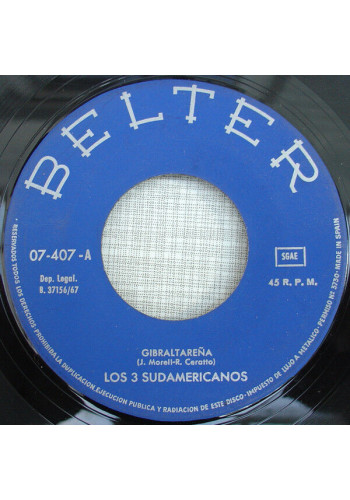 BELTER
07-407-A
SGAE
Dep. Legal.
B. 37156/67
45 R. P. M.
GIBRALTAREÑA
(J. Morell-R. Ceratto)
LOS 3 SUDAMERICANOS
• RESERVADOS TODOS LOS DERECHOS-PROHIBIDA LA DUPLICACION,EJECUCION PUBLICA Y RADIACION DE ESTE DISCO-IMPUESTO DE LUJO A METALICO-PERMISO Nº 3750-MADE IN SPAIN